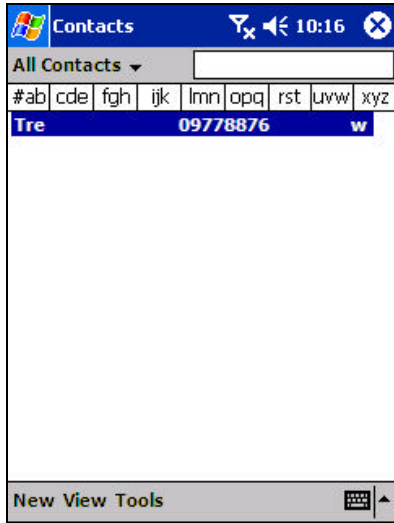 Contacts 10:16
All Contacts
#ab cde fgh ijk lmn opq rst uvw xyz
Tre 09778876 w
New View Tools